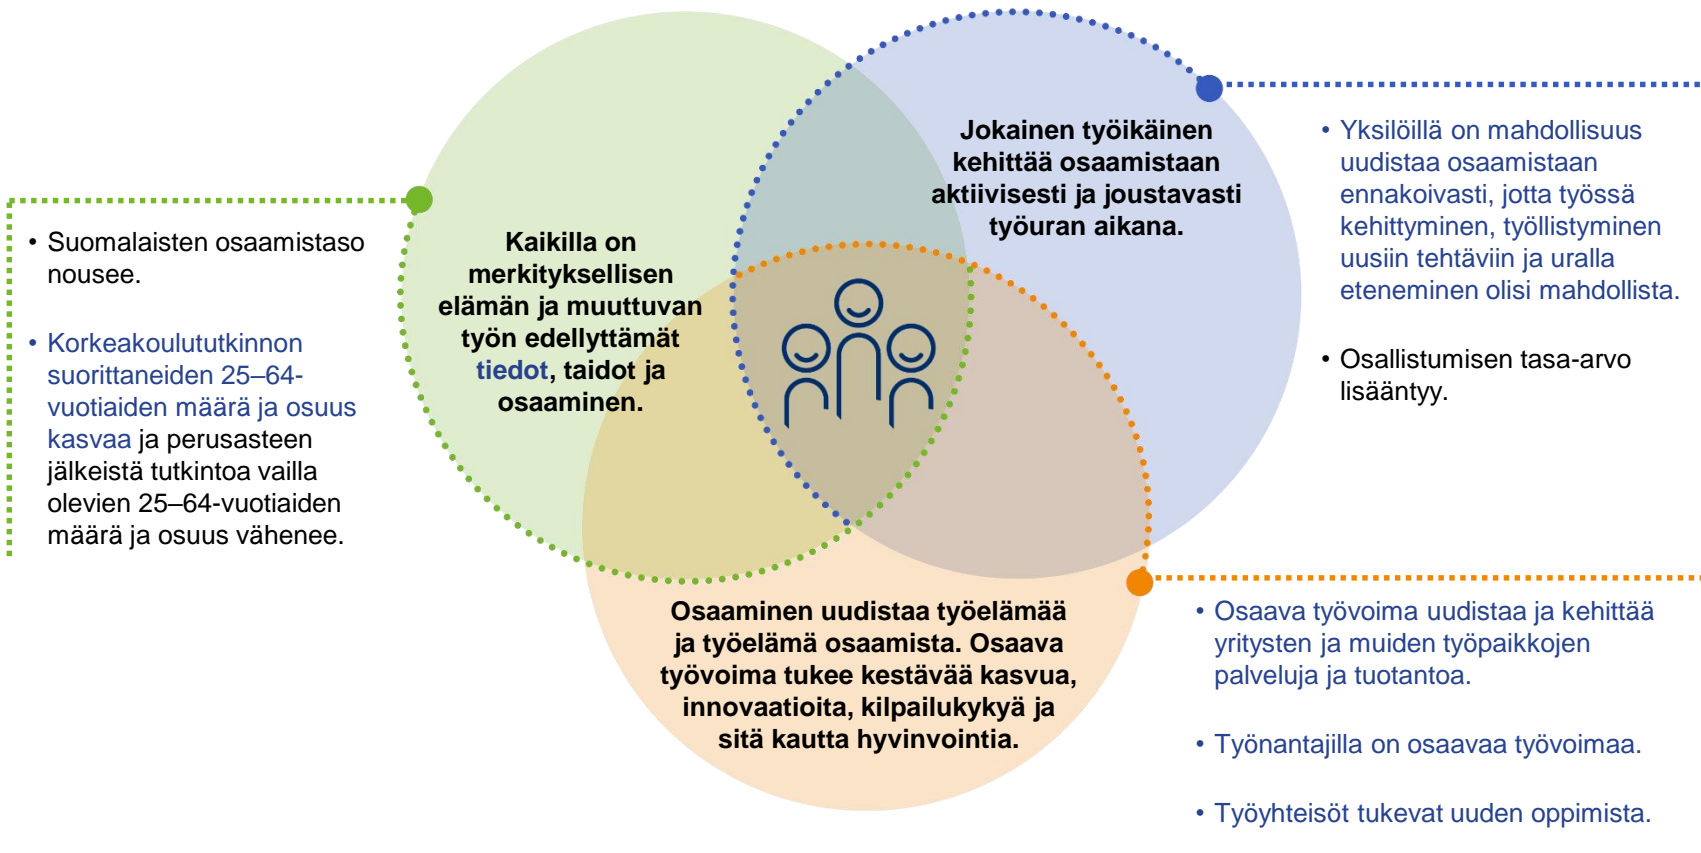 • Suomalaisten osaamistaso
nousee.
• Korkeakoulututkinnon
suorittaneiden 25–64-
vuotiaiden määrä ja osuus
kasvaa ja perusasteen
jälkeistä tutkintoa vailla
olevien 25–64-vuotiaiden
määrä ja osuus vähenee.
Kaikilla on
merkityksellisen
elämän ja muuttuvan
työn edellyttämät
tiedot, taidot ja
osaaminen.
Jokainen työikäinen
kehittää osaamistaan
aktiivisesti ja joustavasti
työuran aikana.
• Yksilöillä on mahdollisuus
uudistaa osaamistaan
ennakoivasti, jotta työssä
kehittyminen, työllistyminen
uusiin tehtäviin ja uralla
eteneminen olisi mahdollista.
• Osallistumisen tasa-arvo
lisääntyy.
Osaaminen uudistaa työelämää
ja työelämä osaamista. Osaava
työvoima tukee kestävää kasvua,
innovaatioita, kilpailukykyä ja
sitä kautta hyvinvointia.
• Osaava työvoima uudistaa ja kehittää
yritysten ja muiden työpaikkojen
palveluja ja tuotantoa.
• Työnantajilla on osaavaa työvoimaa.
• Työyhteisöt tukevat uuden oppimista.